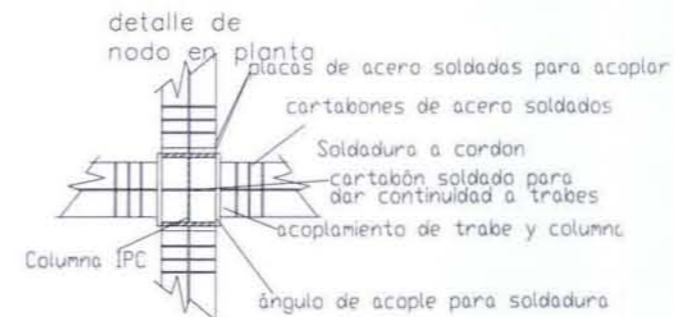 detalle de
nodo en planta
placas de acero soldadas para acoplar
cartabones de acero soldados
Soldadura a cordon
cartabón soldado para
dar continuidad a trabes
acoplamiento de trabe y columna
Columna IPC
ángulo de acople para soldadura